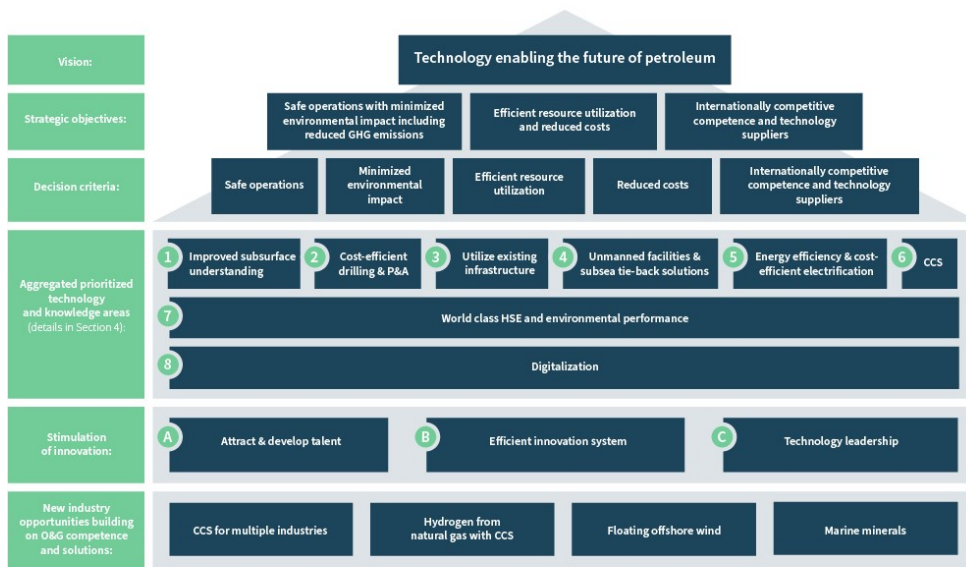 Vision:
Technology enabling the future of petroleum
Strategic objectives:
Safe operations with minimized
environmental impact including
reduced GHG emissions
Efficient resource utilization
and reduced costs
Internationally competitive
competence and technology
suppliers
Decision criteria:
Safe operations
Minimized
environmental
impact
Efficient resource
utilization
Reduced costs
Internationally competitive
competence and technology
suppliers
Aggregated prioritized
technology
and knowledge areas
(details in Section 4):
1
Improved subsurface
understanding
2
Cost-efficient
drilling & P&A
3
Utilize existing
infrastructure
4
Unmanned facilities &
subsea tie-back solutions
5
Energy efficiency & cost-
efficient electrification
6
CCS
7
World class HSE and environmental performance
8
Digitalization
Stimulation
of innovation:
A
Attract & develop talent
B
Efficient innovation system
C
Technology leadership
New industry
opportunities building
on O&G competence
and solutions:
CCS for multiple industries
Hydrogen from
natural gas with CCS
Floating offshore wind
Marine minerals